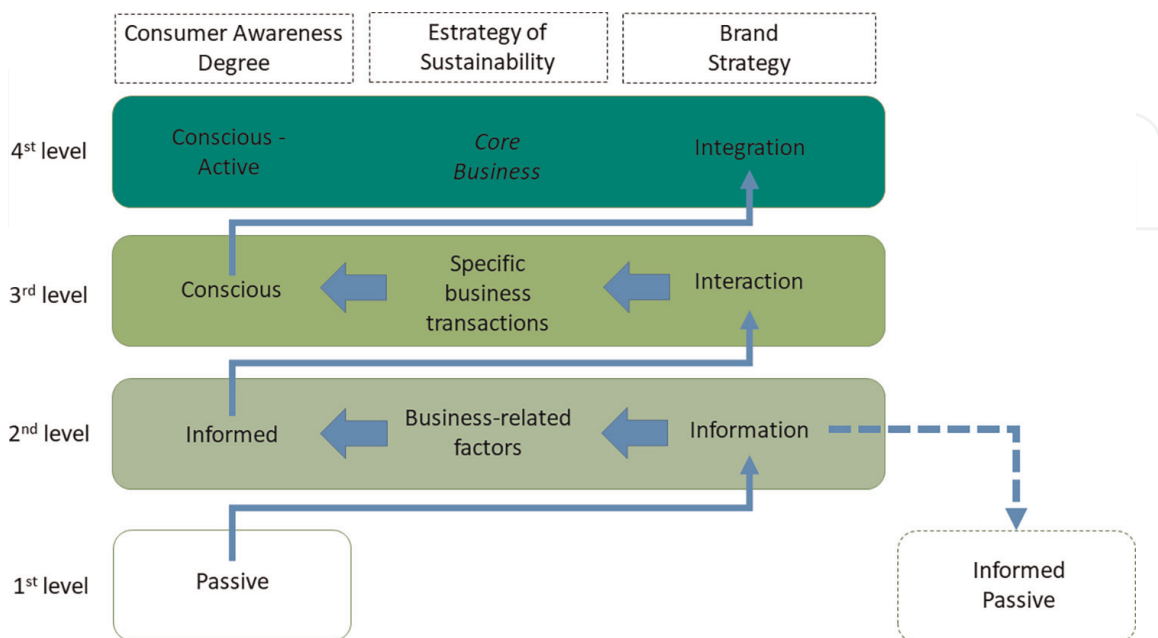 Consumer Awareness
Degree
Estrategy of
Sustainability
Brand
Strategy
4st level
Conscious -
Active
Core
Business
Integration
3rd level
Conscious
Specific
business
transactions
Interaction
2nd level
Informed
Business-related
factors
Information
1st level
Passive
Informed
Passive